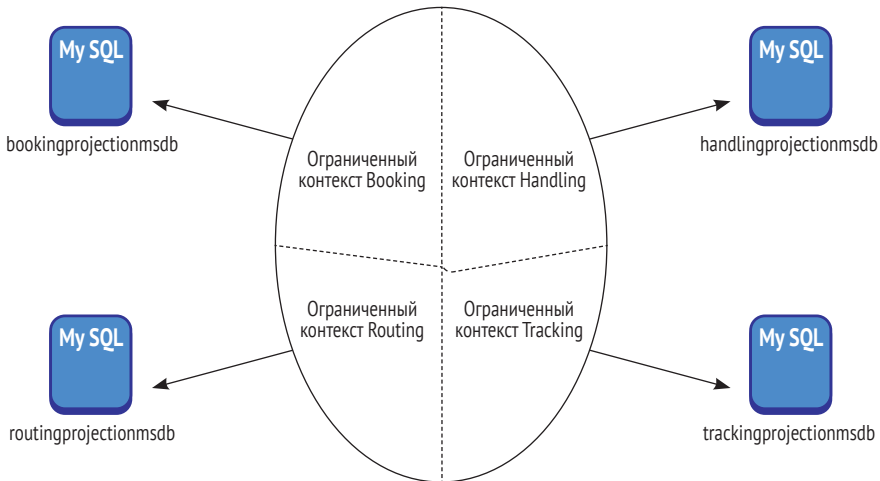 My SQL
bookingprojectionmsdb
My SQL
handlingprojectionmsdb
Ограниченный
контекст Booking
Ограниченный
контекст Handling
Ограниченный
контекст Routing
Ограниченный
контекст Tracking
My SQL
routingprojectionmsdb
My SQL
trackingprojectionmsdb